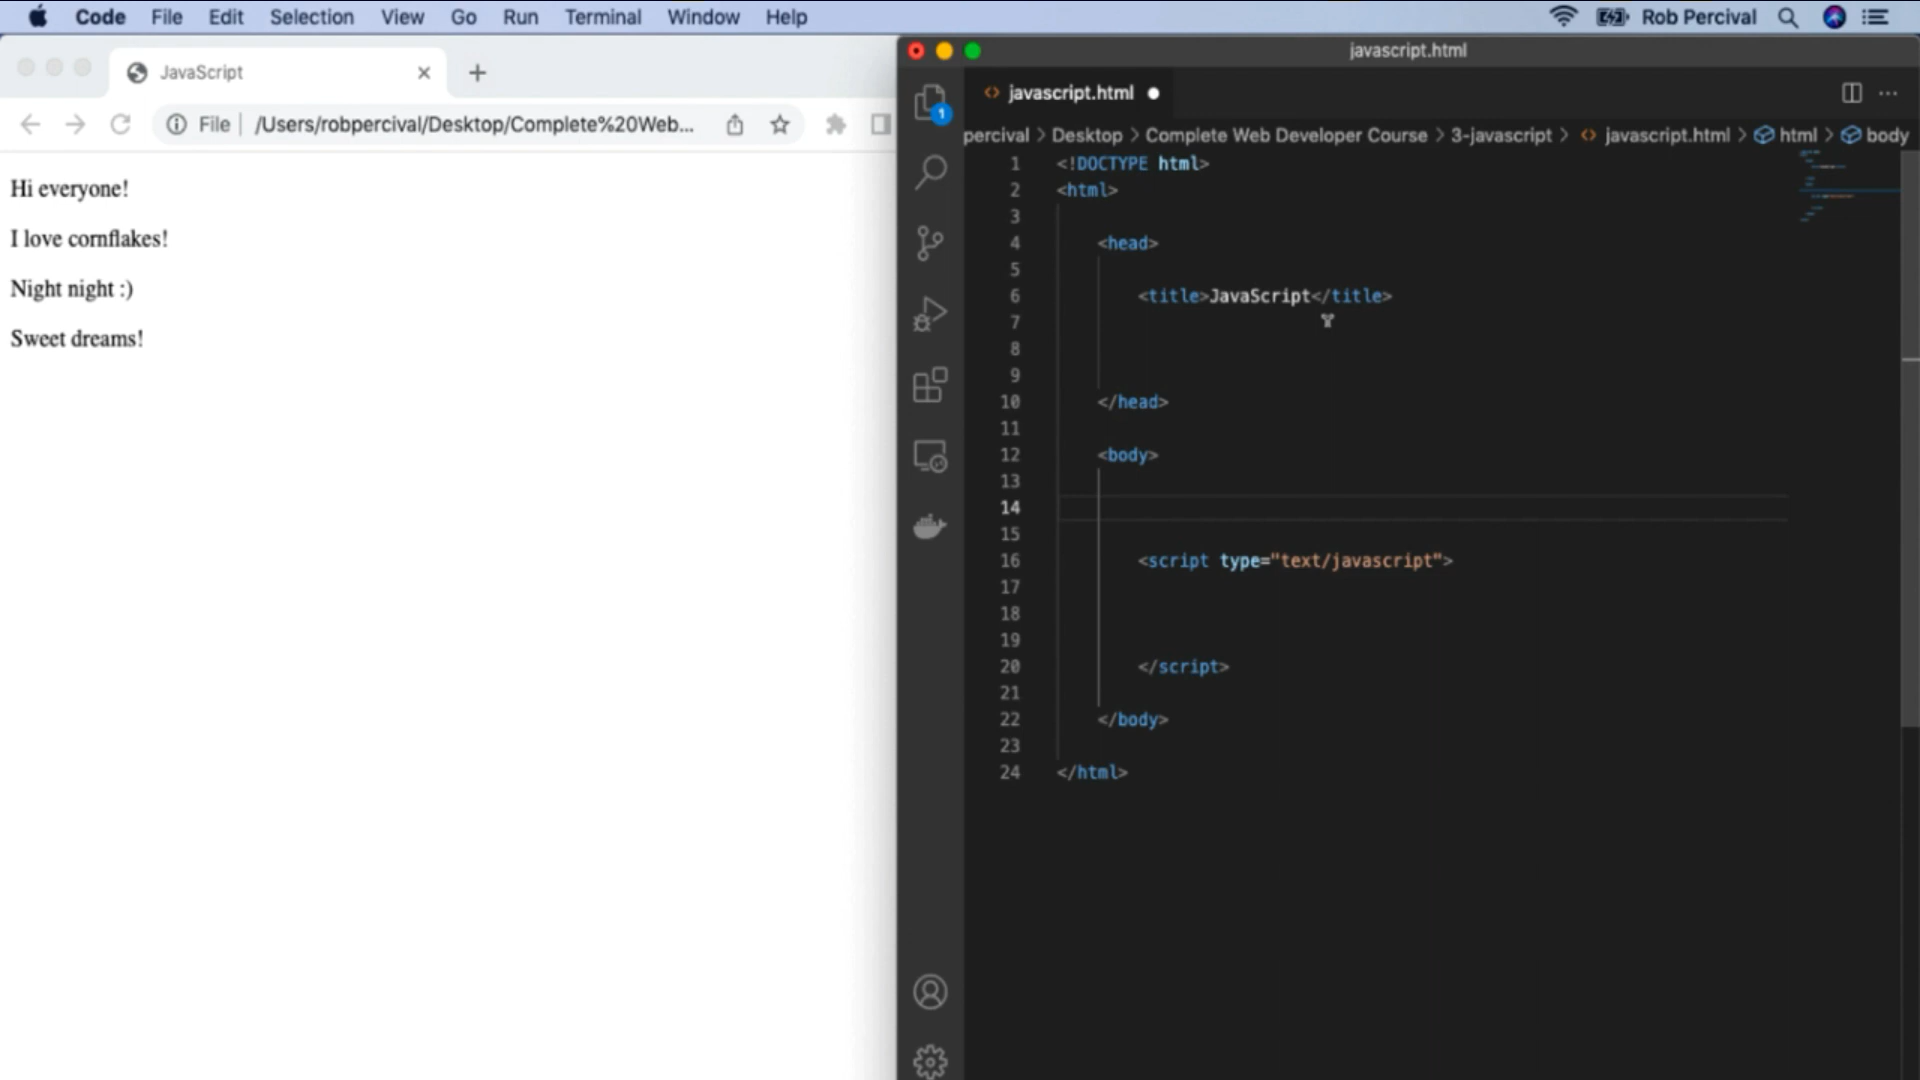 Code File Edit Selection View Go Run Terminal Window Help Rob Percival
JavaScript
File /Users/robpercival/Desktop/Complete%20Web...
Hi everyone!
I love cornflakes!
Night night :)
Sweet dreams!
javascript.html
javascript.html
1
percival > Desktop > Complete Web Developer Course > 3-javascript > javascript.html > html > body
1 <!DOCTYPE html>
2 <html>
3
4 <head>
5
6 <title>JavaScript</title>
7
8
9
10 </head>
11
12 <body>
13
14
15
16 <script type="text/javascript">
17
18
19
20 </script>
21
22 </body>
23
24 </html>